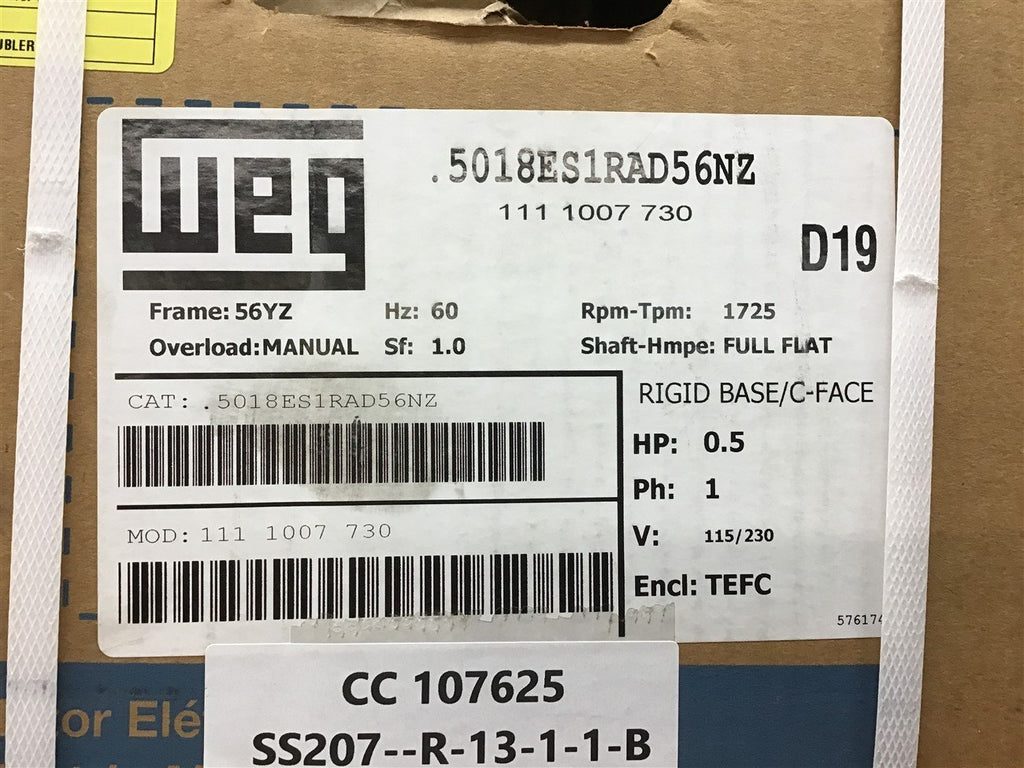 UBLER
weg
.5018ES1RAD56NZ
111 1007 730
D19
Frame: 56YZ Hz: 60 Rpm-Tpm: 1725
Overload: MANUAL Sf: 1.0 Shaft-Hmpe: FULL FLAT
CAT: .5018ES1RAD56NZ
RIGID BASE/C-FACE
HP: 0.5
Ph: 1
MOD: 111 1007 730
V: 115/230
Encl: TEFC
576174
CC 107625
SS207--R-13-1-1-B
tor Elé